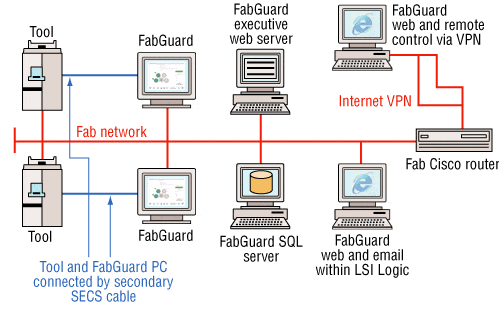 Tool
FabGuard
FabGuard
executive
web server
FabGuard
web and remote
control via VPN
Internet VPN
Fab network
Fab Cisco router
Tool
FabGuard
FabGuard SQL
server
FabGuard
web and email
within LSI Logic
Tool and FabGuard PC
connected by secondary
SECS cable